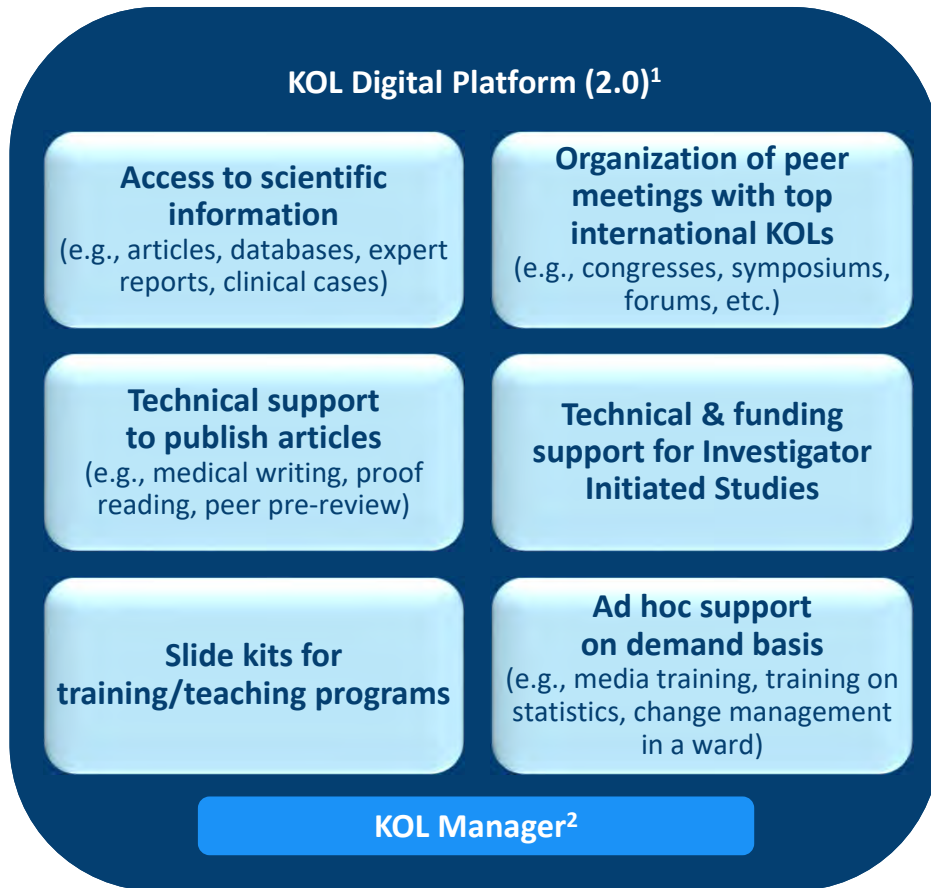 KOL Digital Platform (2.0)¹
Access to scientific
information
(e.g., articles, databases, expert
reports, clinical cases)
Organization of peer
meetings with top
international KOLs
(e.g., congresses, symposiums,
forums, etc.)
Technical support
to publish articles
(e.g., medical writing, proof
reading, peer pre-review)
Technical & funding
support for Investigator
Initiated Studies
Slide kits for
training/teaching programs
Ad hoc support
on demand basis
(e.g., media training, training on
statistics, change management
in a ward)
KOL Manager²